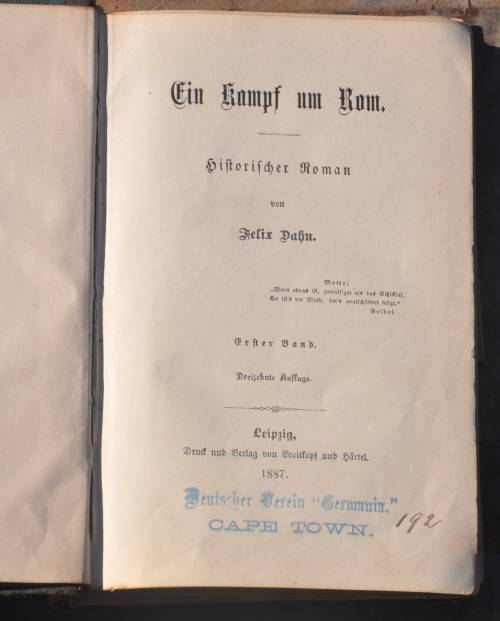 Ein Kampf um Rom.
Historischer Roman
von
Felix Dahn.
Motto:
„Wenn etwas ist, gewalt'ger als das Schicksal,
So ist's der Muth, der's unerschüttert trägt.“
Geibel.
Erster Band.
Dreizehnte Auflage.
Leipzig,
Druck und Verlag von Breitkopf und Härtel.
1887.
Deutscher Verein "Germania."
CAPE TOWN.
192